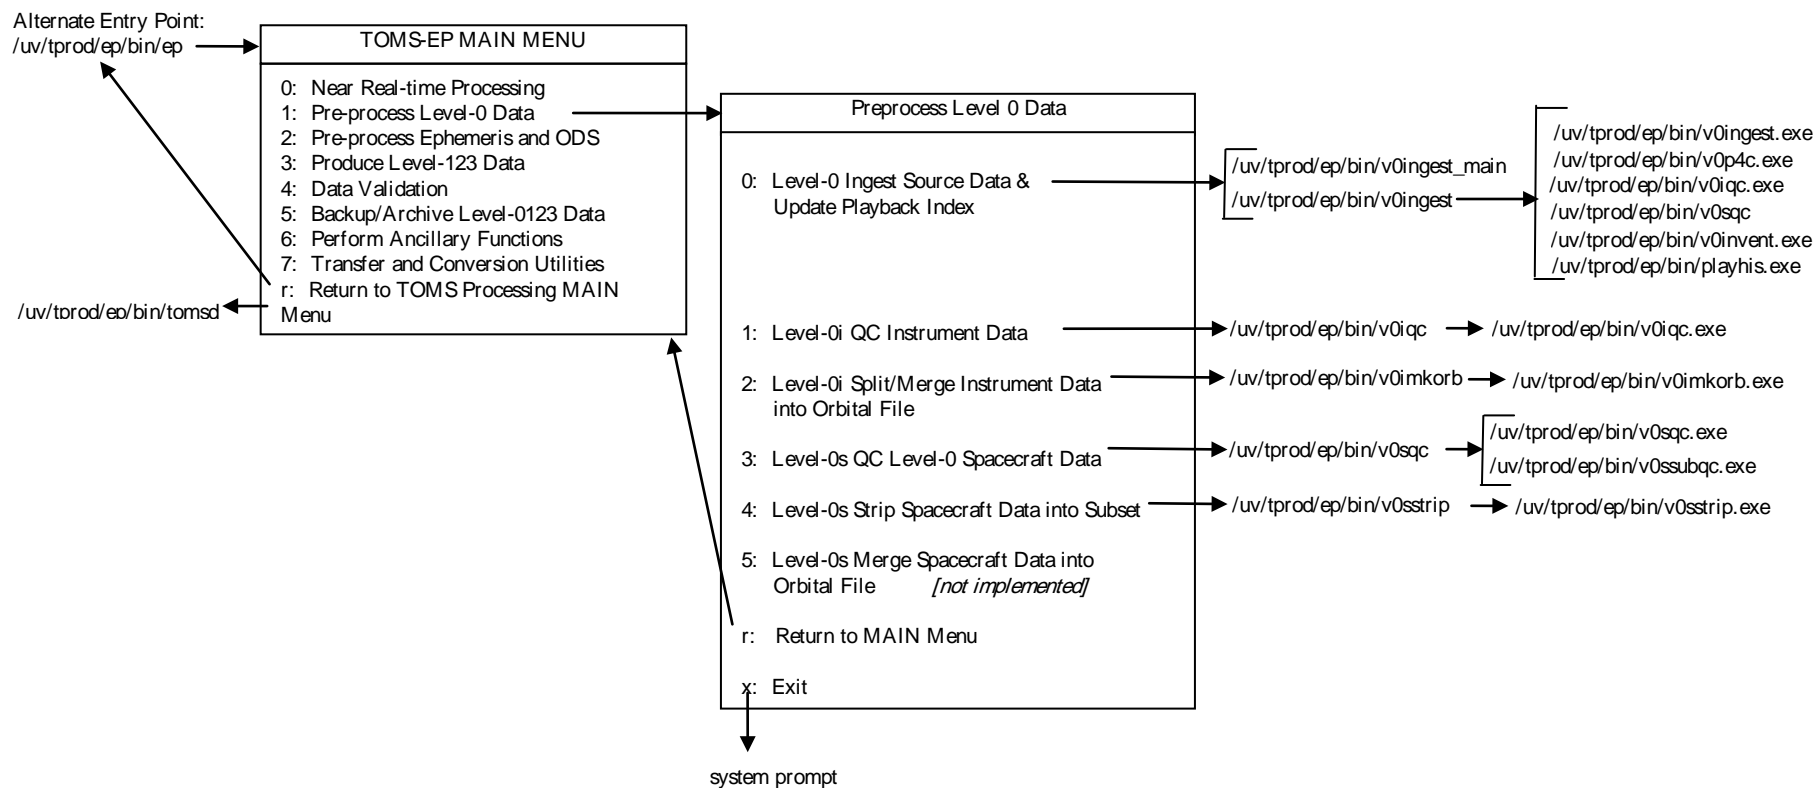 Alternate Entry Point:
/uv/tprod/ep/bin/ep
TOMS-EP MAIN MENU
0: Near Real-time Processing
1: Pre-process Level-0 Data
2: Pre-process Ephemeris and ODS
3: Produce Level-123 Data
4: Data Validation
5: Backup/Archive Level-0123 Data
6: Perform Ancillary Functions
7: Transfer and Conversion Utilities
r: Return to TOMS Processing MAIN
Menu
/uv/tprod/ep/bin/tomsd
Preprocess Level 0 Data
0: Level-0 Ingest Source Data &
Update Playback Index
1: Level-0i QC Instrument Data
2: Level-0i Split/Merge Instrument Data
into Orbital File
3: Level-0s QC Level-0 Spacecraft Data
4: Level-0s Strip Spacecraft Data into Subset
5: Level-0s Merge Spacecraft Data into
Orbital File [not implemented]
r: Return to MAIN Menu
x: Exit
system prompt
/uv/tprod/ep/bin/v0ingest_main
/uv/tprod/ep/bin/v0ingest
/uv/tprod/ep/bin/v0ingest.exe
/uv/tprod/ep/bin/v0p4c.exe
/uv/tprod/ep/bin/v0iqc.exe
/uv/tprod/ep/bin/v0sqc
/uv/tprod/ep/bin/v0invent.exe
/uv/tprod/ep/bin/playhis.exe
/uv/tprod/ep/bin/v0iqc
/uv/tprod/ep/bin/v0iqc.exe
/uv/tprod/ep/bin/v0imkorb
/uv/tprod/ep/bin/v0imkorb.exe
/uv/tprod/ep/bin/v0sqc
/uv/tprod/ep/bin/v0sqc.exe
/uv/tprod/ep/bin/v0ssubqc.exe
/uv/tprod/ep/bin/v0sstrip
/uv/tprod/ep/bin/v0sstrip.exe